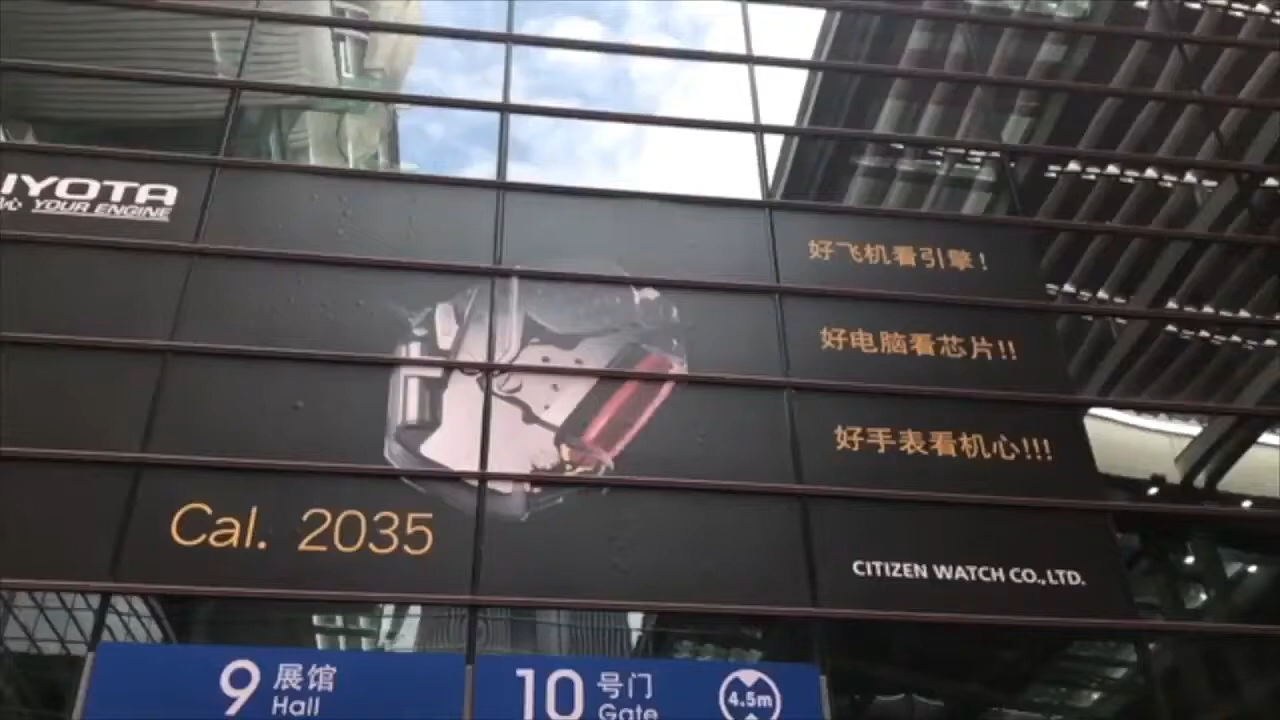 IYOTA
心 YOUR ENGINE
好飞机看引擎!
好电脑看芯片!!
好手表看机心!!!
Cal. 2035
CITIZEN WATCH CO.,LTD.
9 展馆
Hall
10 号门
Gate
4.5m